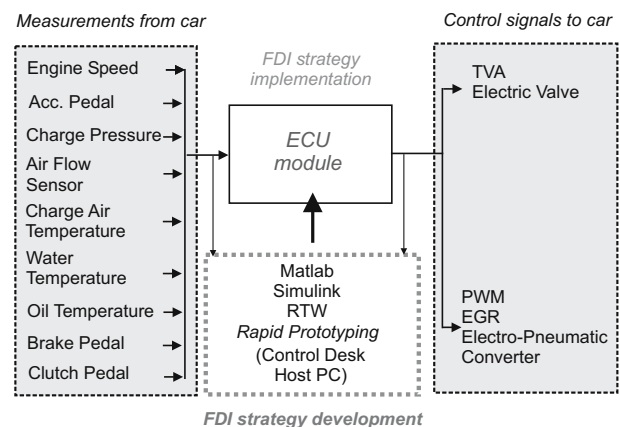 Measurements from car
Engine Speed
Acc. Pedal
Charge Pressure
Air Flow
Sensor
Charge Air
Temperature
Water
Temperature
Oil Temperature
Brake Pedal
Clutch Pedal
FDI strategy
implementation
ECU
module
Matlab
Simulink
RTW
Rapid Prototyping
(Control Desk
Host PC)
FDI strategy development
Control signals to car
TVA
Electric Valve
PWM
EGR
Electro-Pneumatic
Converter